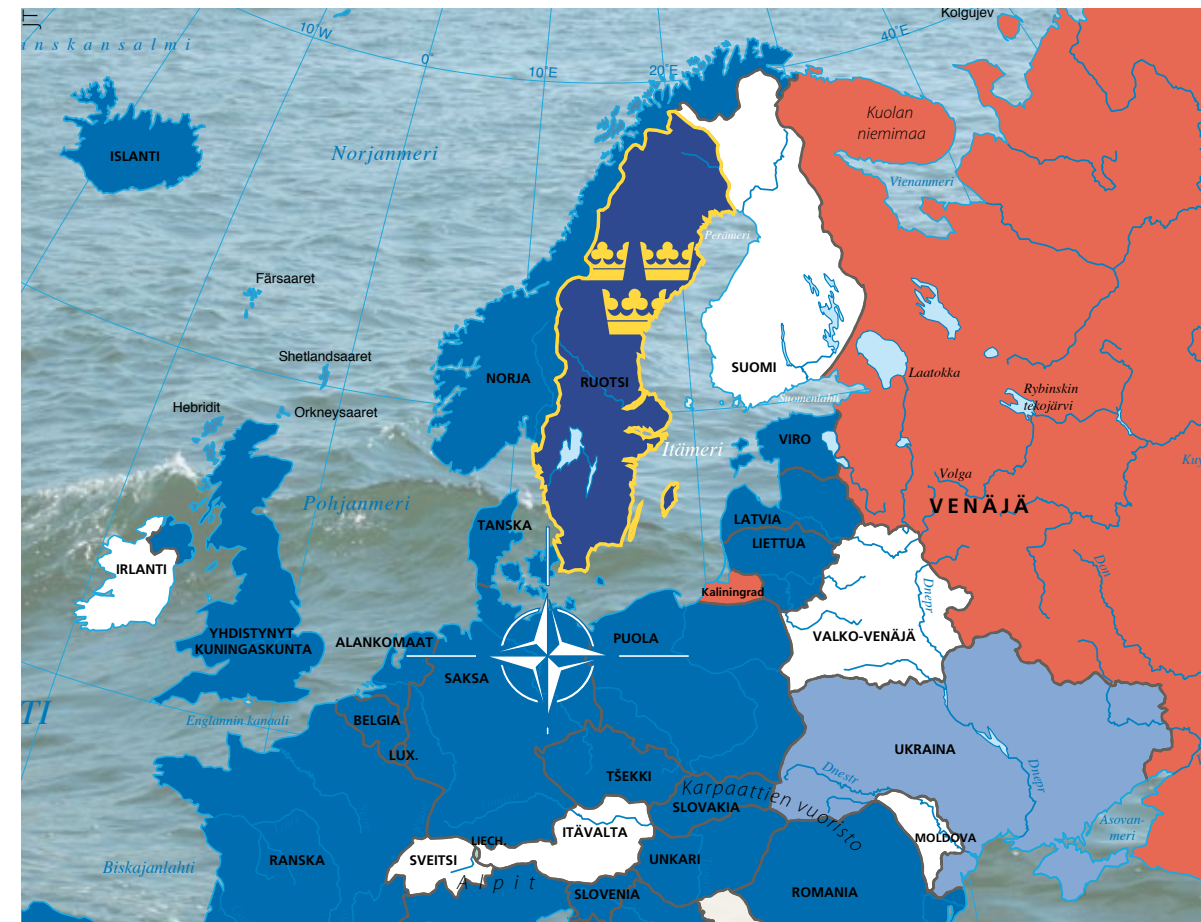 Kolgujev
nskansalmi
10°W
0°
10°E
20°E
40°E
Kuolan
niemimaa
ISLANTI
Norjanmeri
Vienanmeri
Perämeri
Färsaaret
Shetlandsaaret
Hebridit
Orkneysaaret
NORJA
RUOTSI
SUOMI
Laatokka
Rybinskin
tekojärvi
Suomenlahti
Itämeri
VIRO
Volga
VENÄJÄ
Pohjanmeri
TANSKA
LATVIA
LIETTUA
IRLANTI
Kaliningrad
Dnepr
Don
YHDISTYNYT
KUNINGASKUNTA
ALANKOMAAT
PUOLA
VALKO-VENÄJÄ
SAKSA
TI
Englannin kanaali
BELGIA
LUX.
UKRAINA
TŠEKKI
Dnestr
Dnepr
Karpaattien vuoristo
SLOVAKIA
Asovan-
meri
ITÄVALTA
MOLDOVA
LIECH.
Biskajanlahti
RANSKA
SVEITSI
UNKARI
Alpit
SLOVENIA
ROMANIA